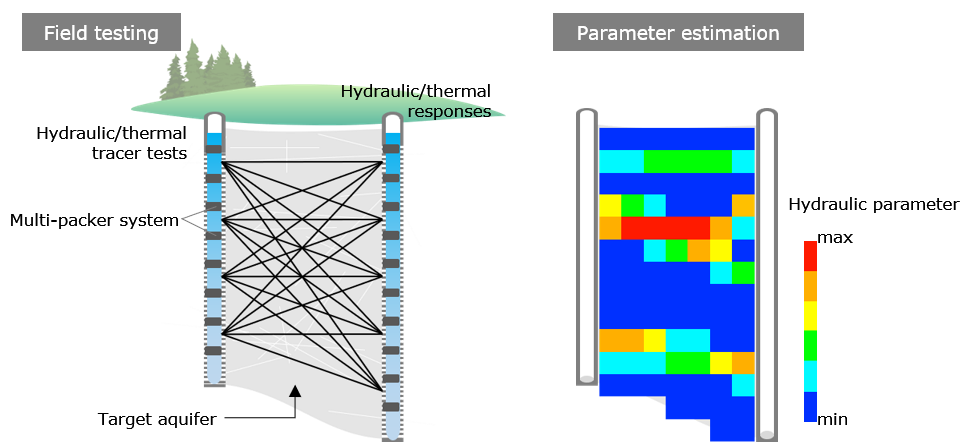 Field testing
Parameter estimation
Hydraulic/thermal
responses
Hydraulic/thermal
tracer tests
Multi-packer system
Target aquifer
Hydraulic parameter
max
min